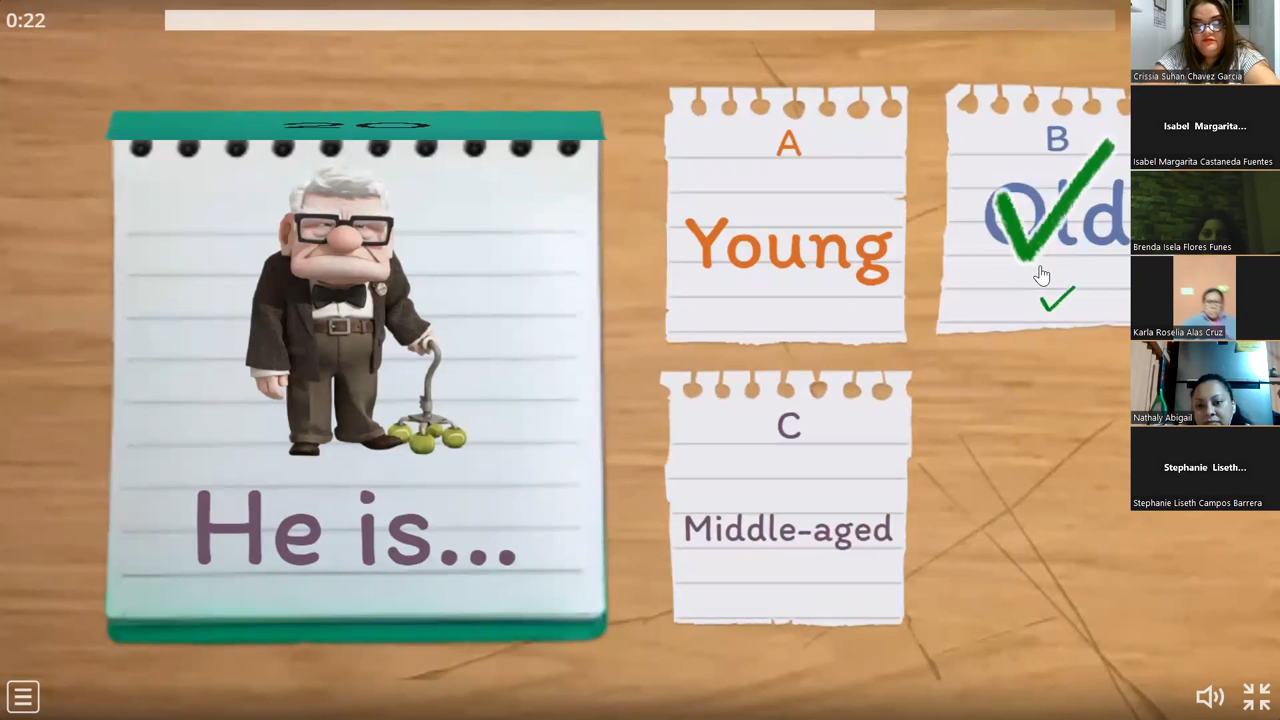 0:22
20
He is...
A
Young
B
Old
C
Middle-aged
Crissia Suhan Chavez Garcia
Isabel Margarita...
Isabel Margarita Castaneda Fuentes
Brenda Isela Flores Funes
Karla Roselia Alas Cruz
Nathaly Abigail
Stephanie Liseth...
Stephanie Liseth Campos Barrera